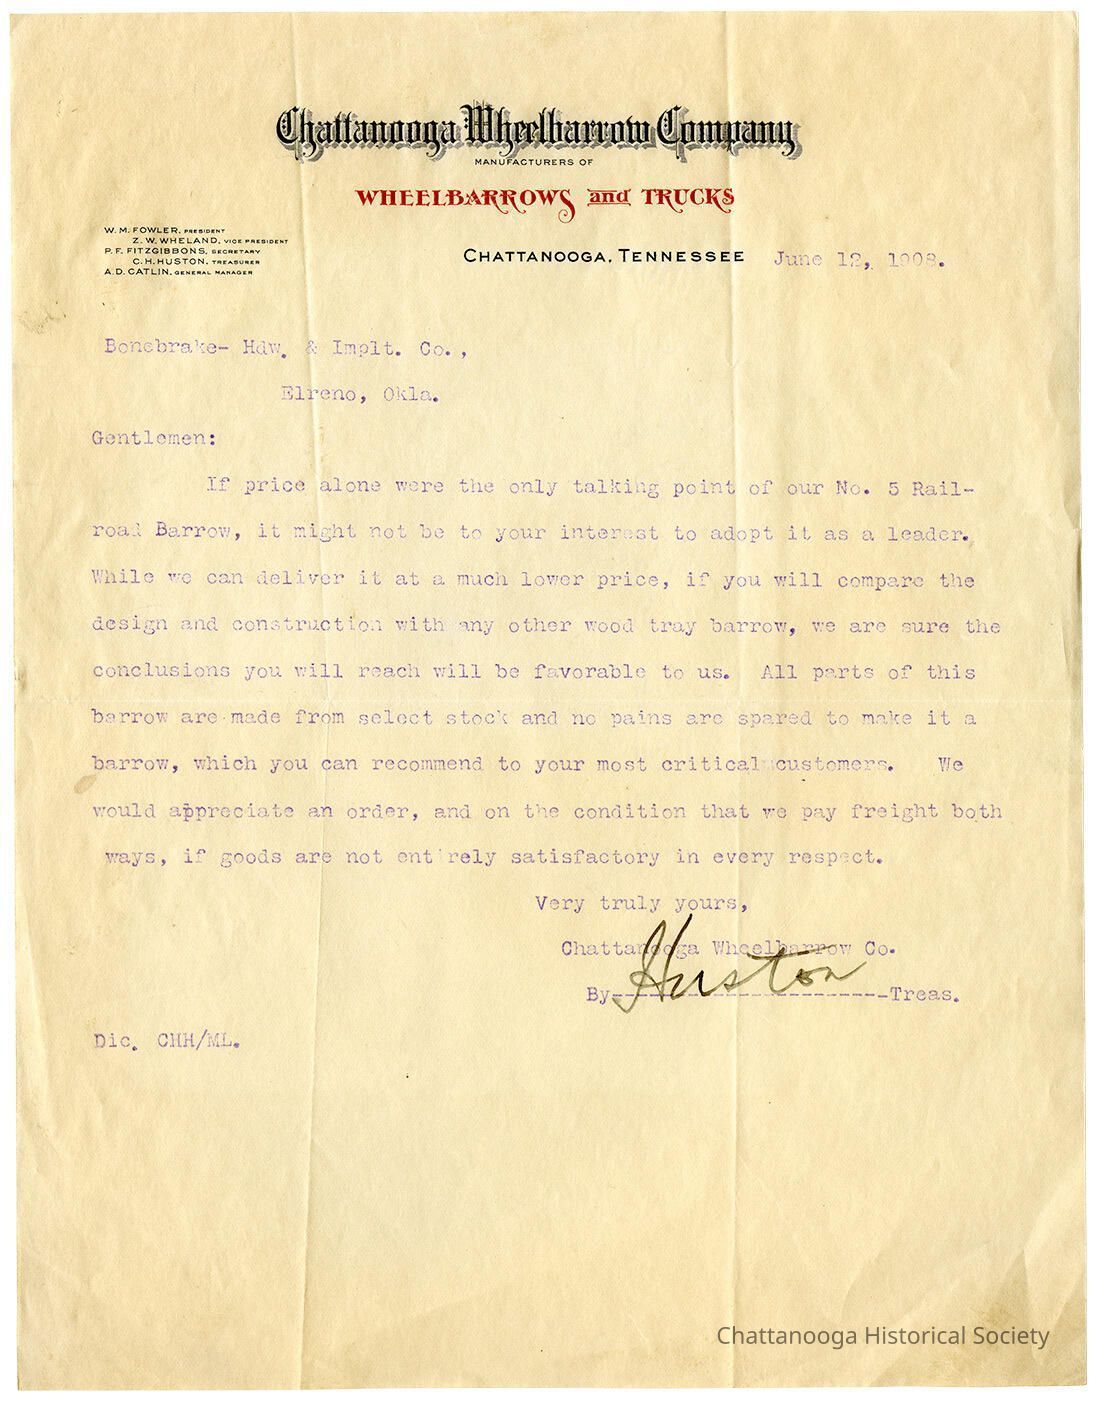 Chattanooga Wheelbarrow Company
MANUFACTURERS OF
WHEELBARROWS and TRUCKS
W. M. FOWLER, PRESIDENT
Z. W. WHELAND, VICE PRESIDENT
P. F. FITZGIBBONS, SECRETARY
C. H. HUSTON, TREASURER
A. D. CATLIN, GENERAL MANAGER
CHATTANOOGA, TENNESSEE June 12, 1908.
Bonebrake- Hdw. & Implt. Co.,
Elreno, Okla.
Gentlemen:
If price alone were the only talking point of our No. 5 Rail-
road Barrow, it might not be to your interest to adopt it as a leader.
While we can deliver it at a much lower price, if you will compare the
design and construction with any other wood tray barrow, we are sure the
conclusions you will reach will be favorable to us. All parts of this
barrow are made from select stock and no pains are spared to make it a
barrow, which you can recommend to your most critical customers. We
would appreciate an order, and on the condition that we pay freight both
ways, if goods are not entirely satisfactory in every respect.
Very truly yours,
Chattanooga Wheelbarrow Co.
By Huston Treas.
Dic. CHH/ML.
Chattanooga Historical Society